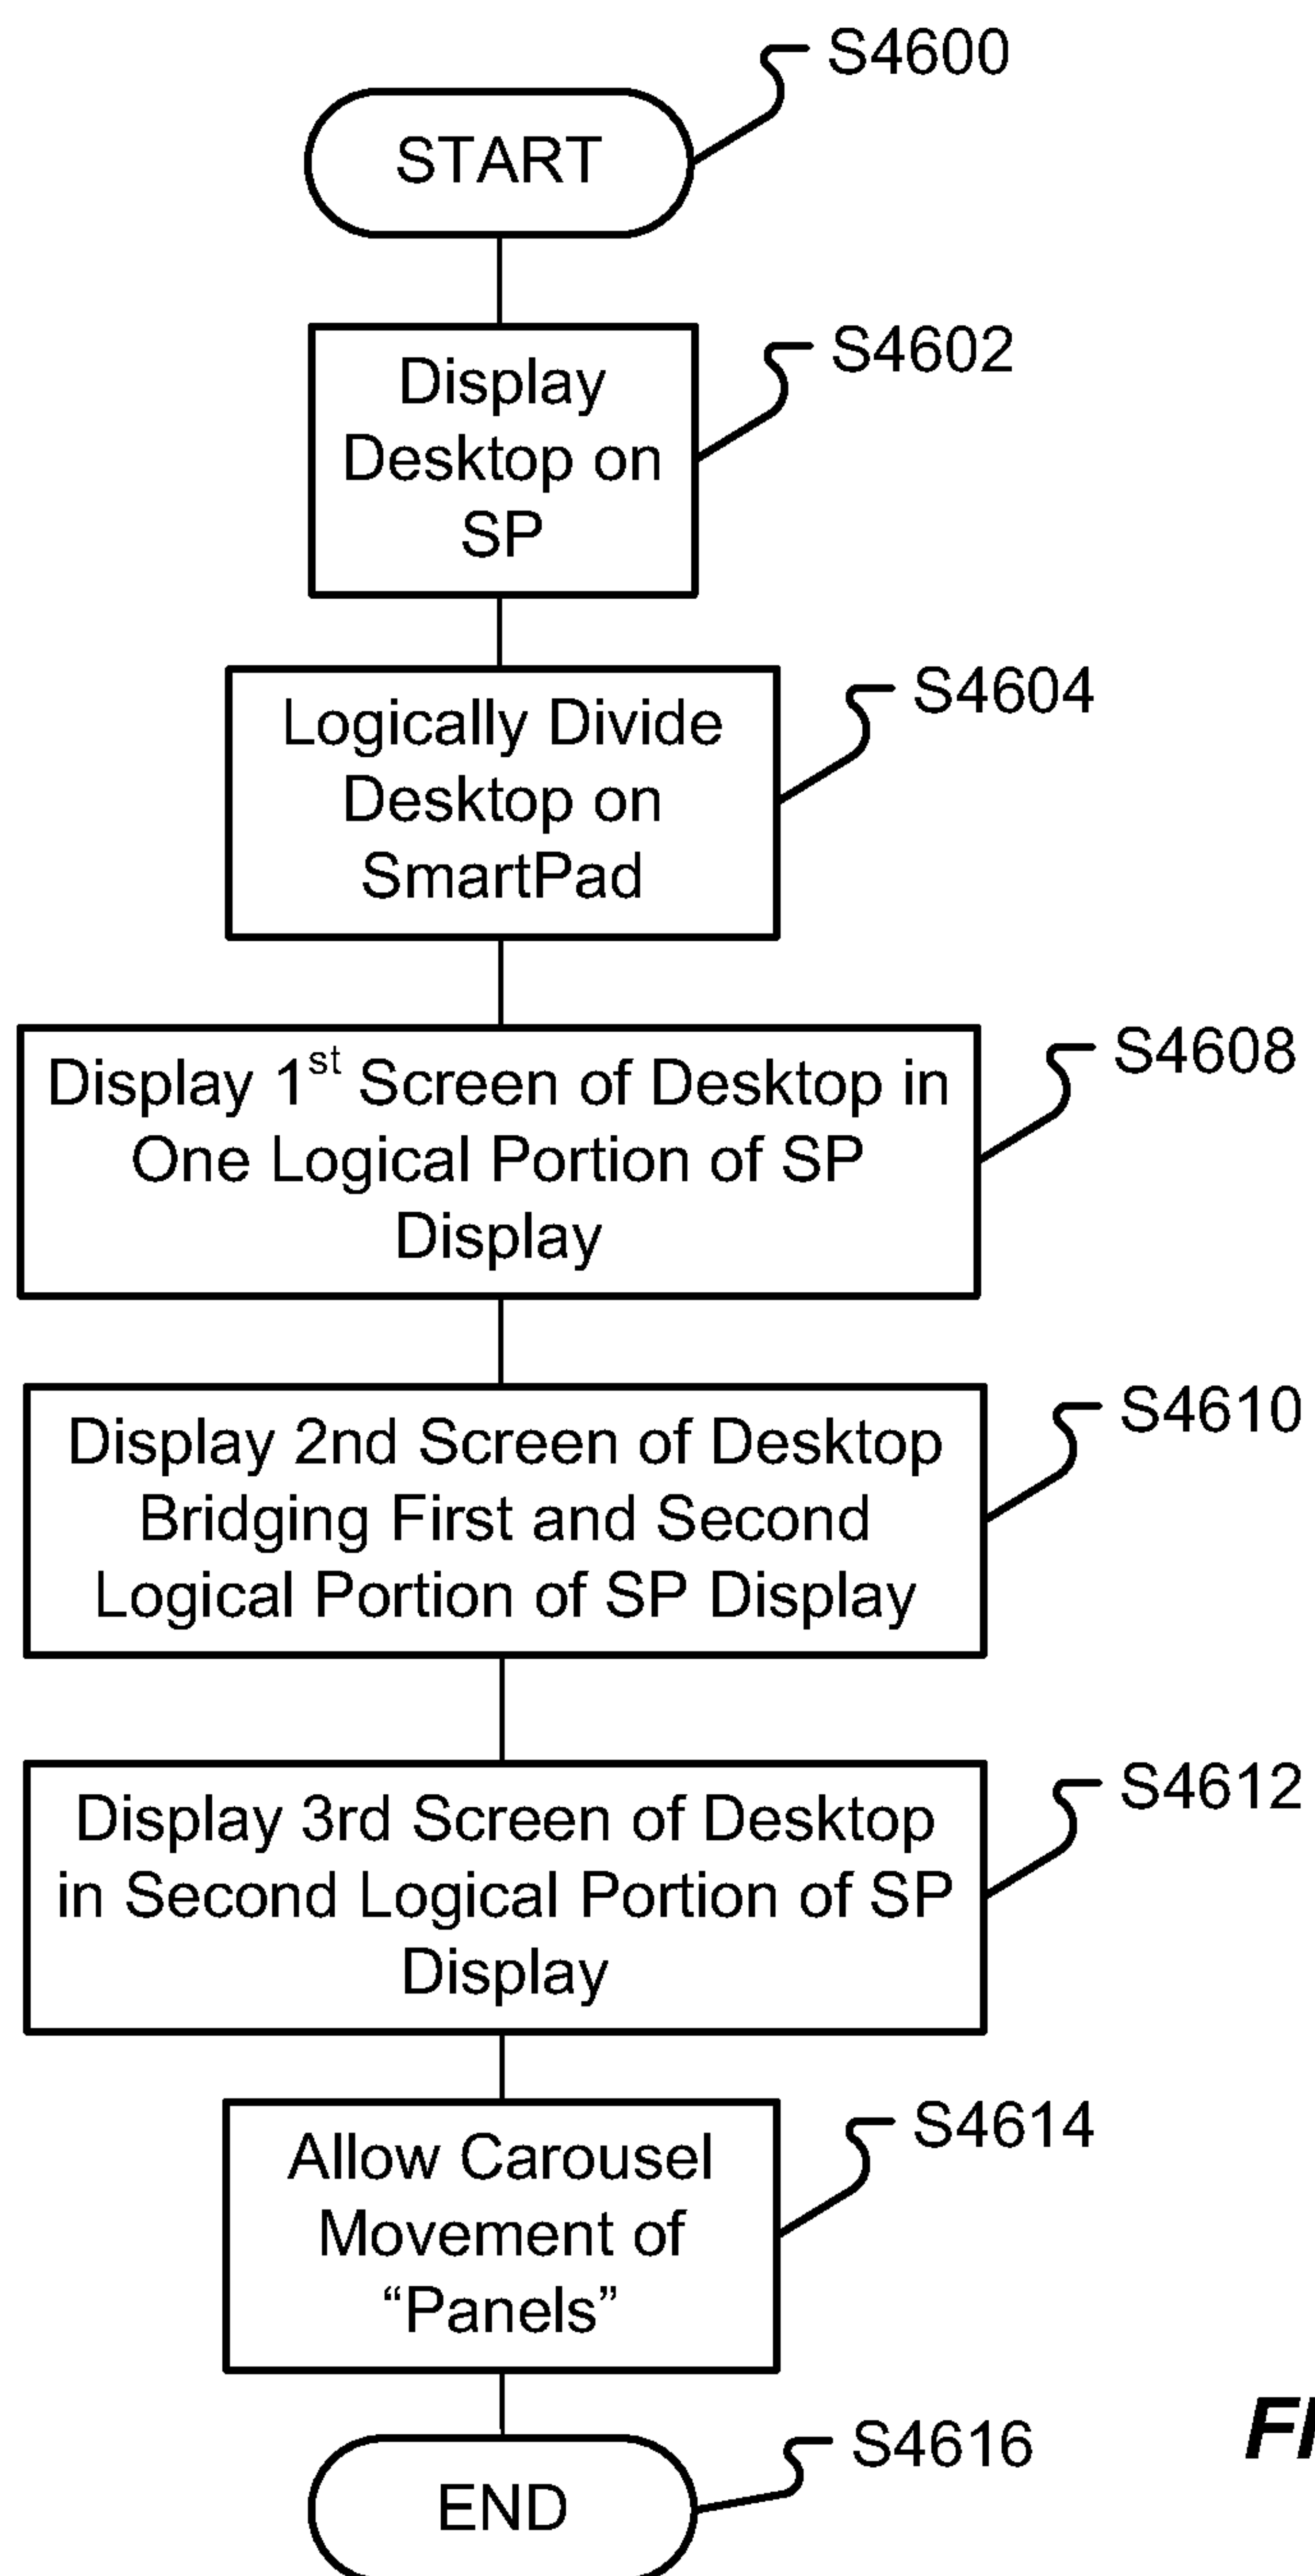 S4600
START
S4602
Display
Desktop on
SP
S4604
Logically Divide
Desktop on
SmartPad
S4608
Display 1st Screen of Desktop in
One Logical Portion of SP
Display
S4610
Display 2nd Screen of Desktop
Bridging First and Second
Logical Portion of SP Display
S4612
Display 3rd Screen of Desktop
in Second Logical Portion of SP
Display
S4614
Allow Carousel
Movement of
“Panels”
S4616
END